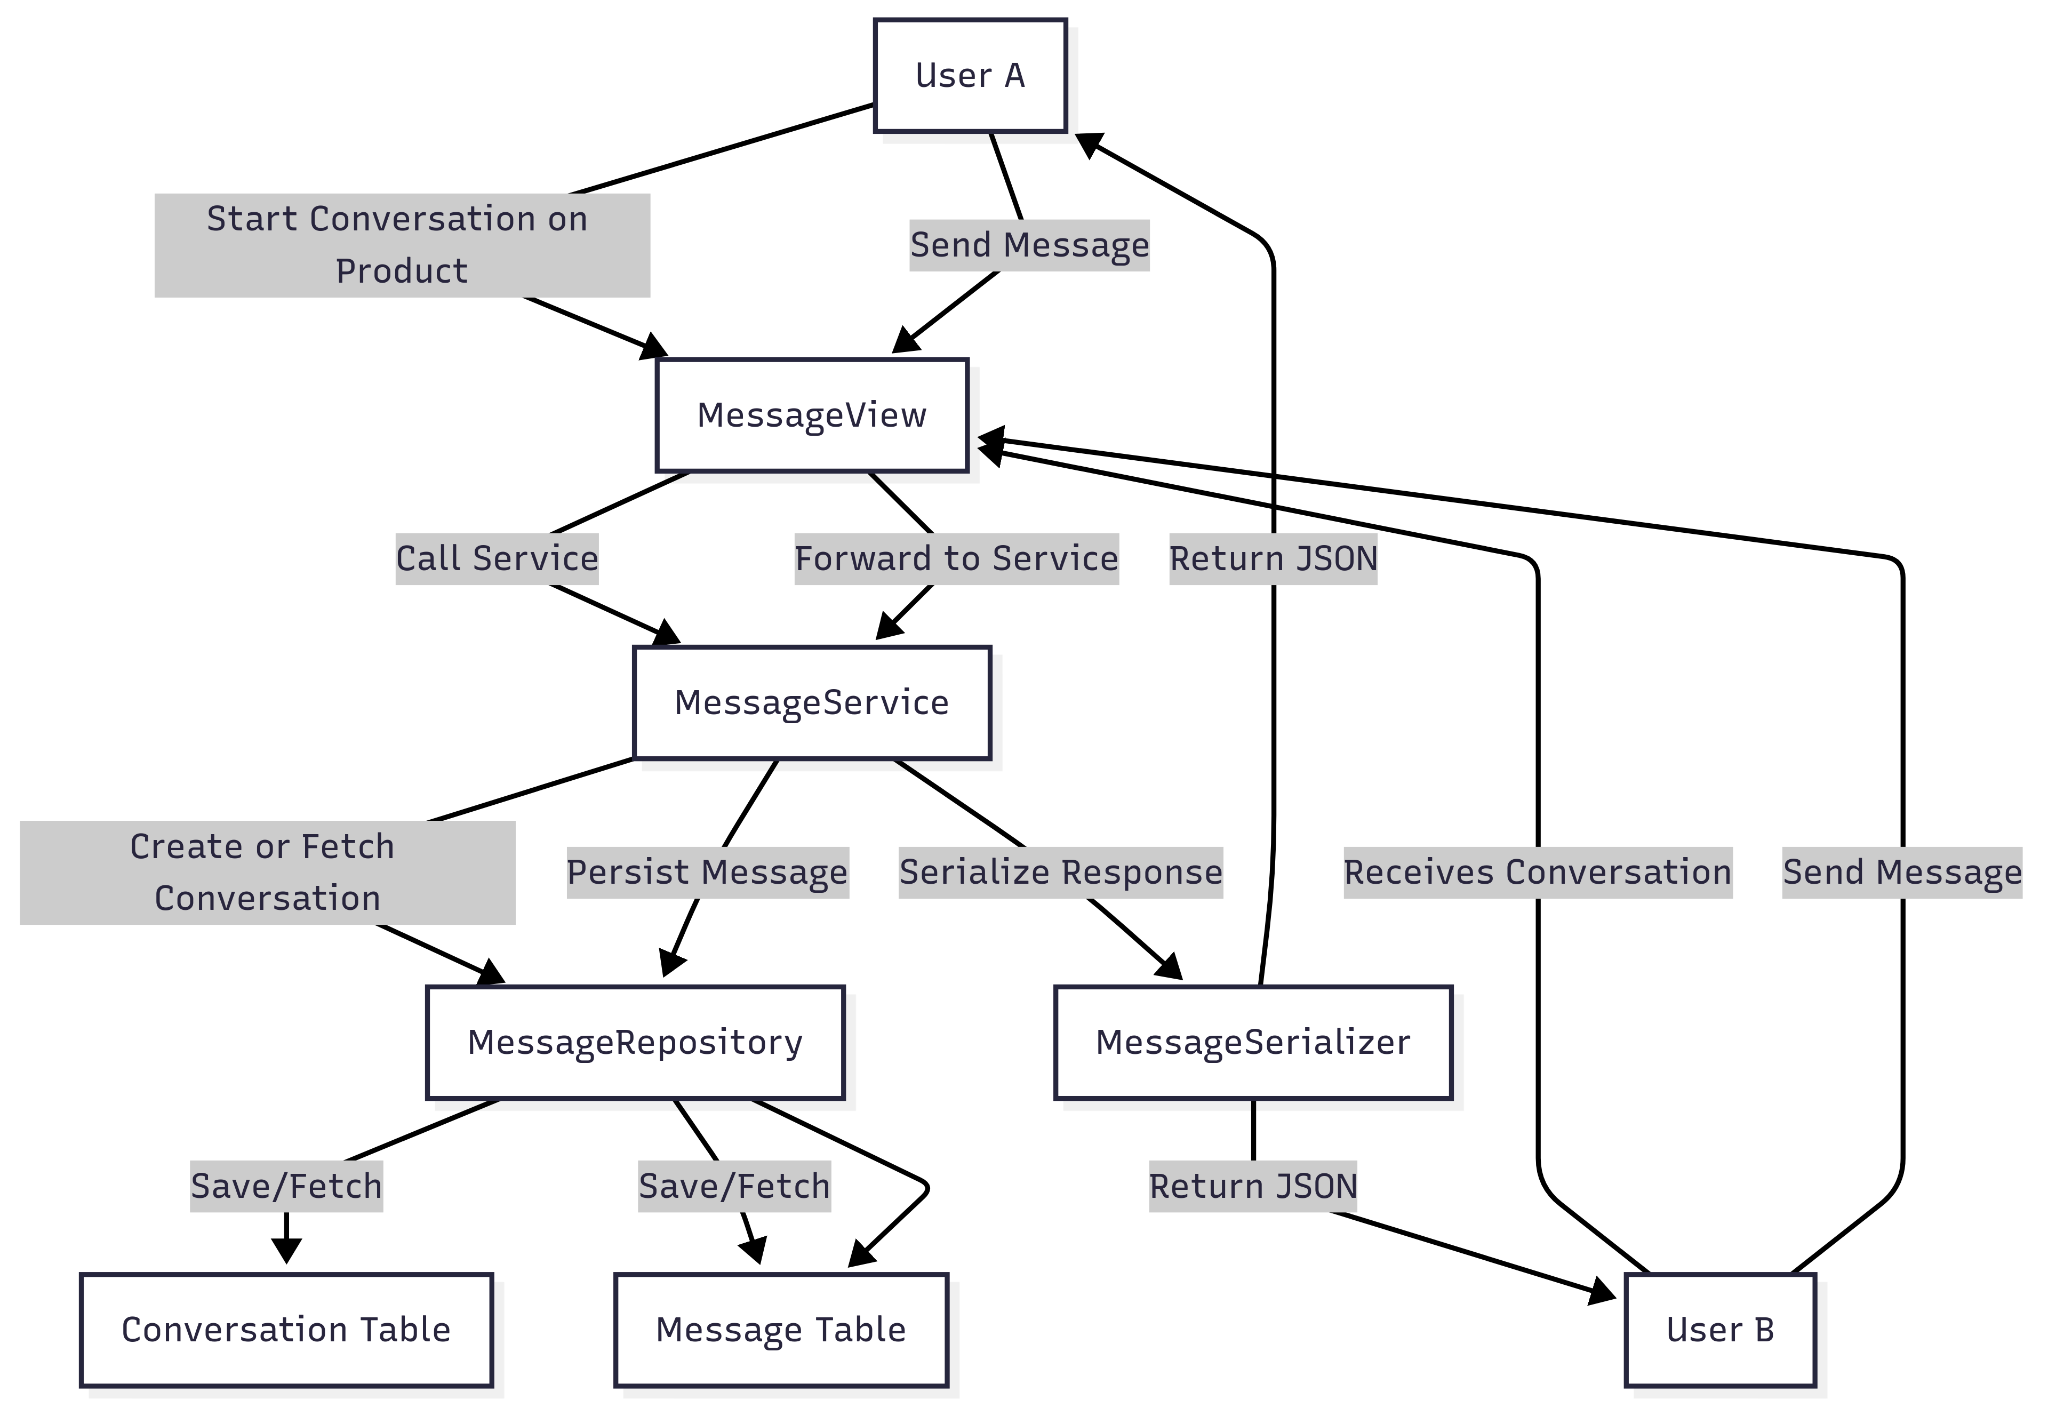 User A
Start Conversation on
Product
Send Message
MessageView
Call Service
Forward to Service
Return JSON
MessageService
Create or Fetch
Conversation
Persist Message
Serialize Response
Receives Conversation
Send Message
MessageRepository
MessageSerializer
Save/Fetch
Save/Fetch
Return JSON
Conversation Table
Message Table
User B